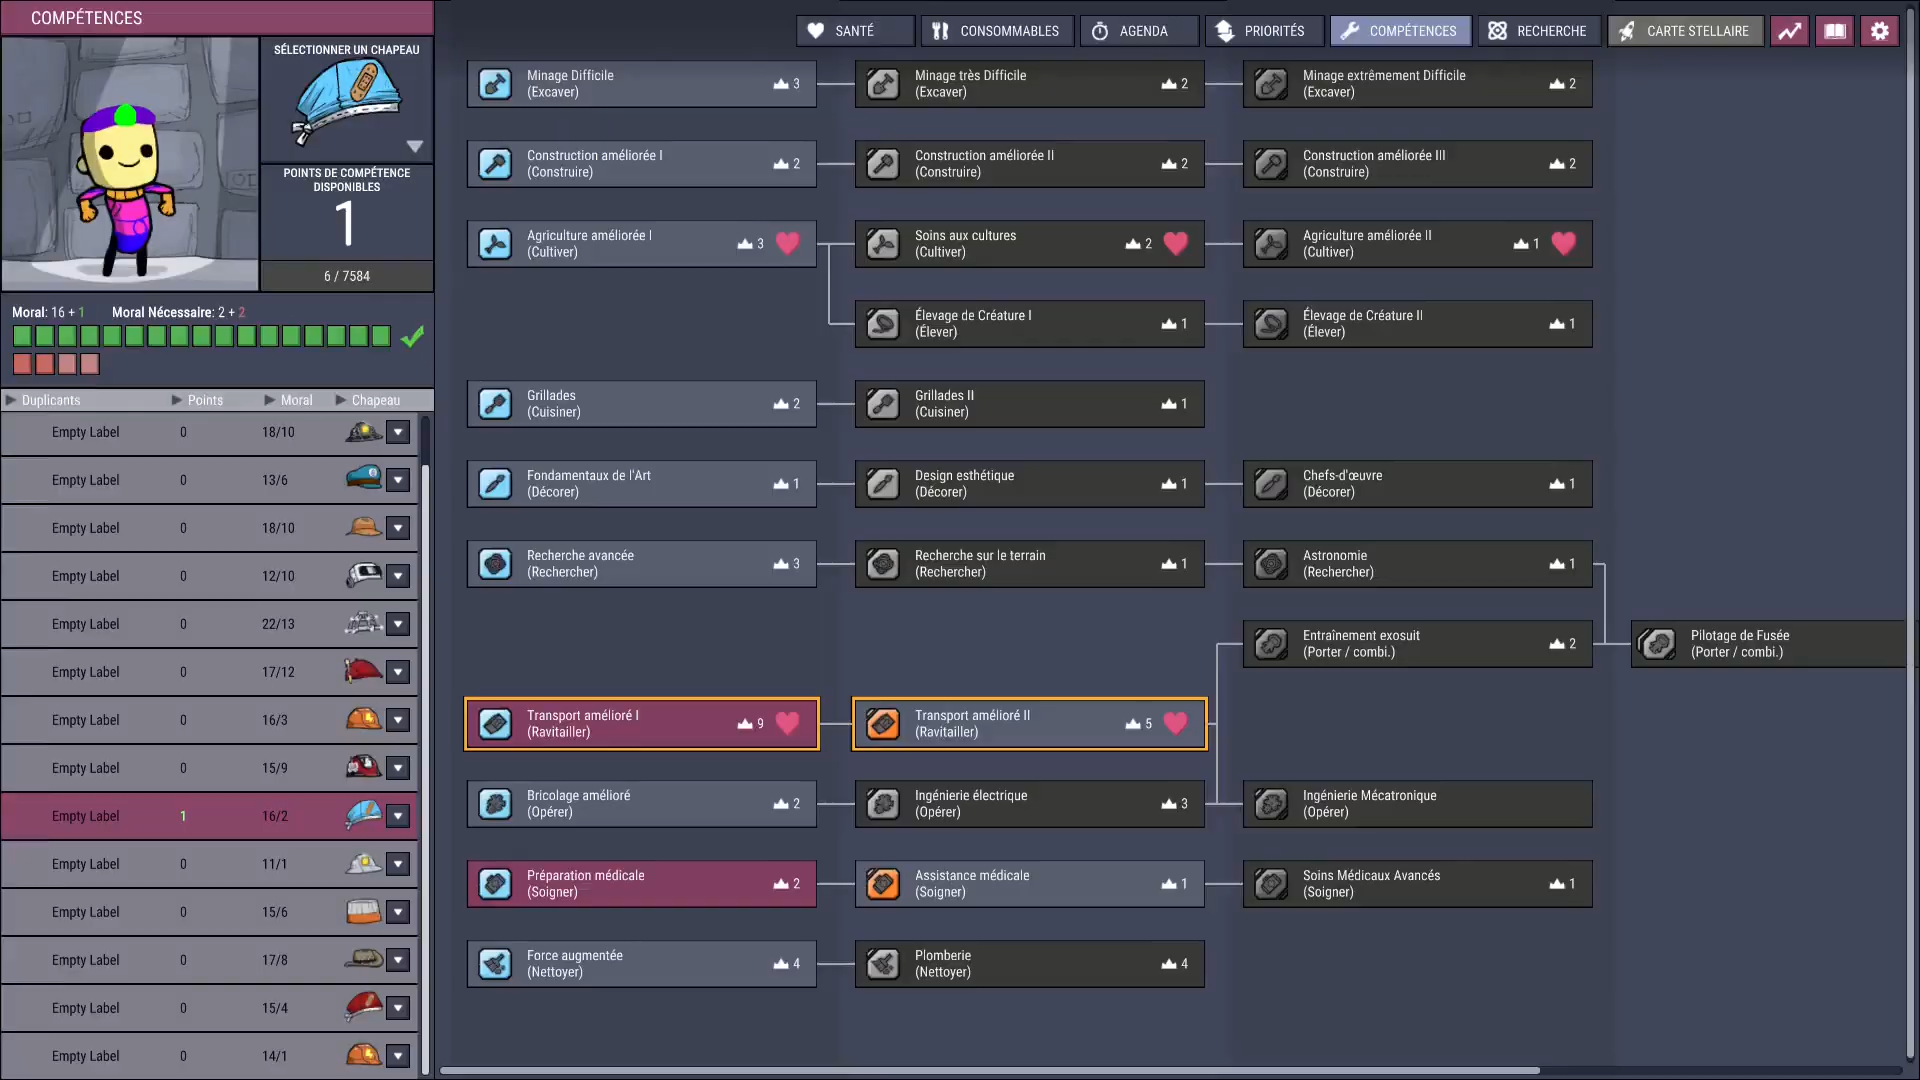 COMPÉTENCES
SANTÉ
CONSOMMABLES
AGENDA
PRIORITÉS
COMPÉTENCES
RECHERCHE
CARTE STELLAIRE
SÉLECTIONNER UN CHAPEAU
POINTS DE COMPÉTENCE
DISPONIBLES
1
6 / 7584
Moral: 16 + 1 Moral Nécessaire: 2 + 2
Duplicants Points Moral Chapeau
Empty Label 0 18/10
Empty Label 0 13/6
Empty Label 0 18/10
Empty Label 0 12/10
Empty Label 0 22/13
Empty Label 0 17/12
Empty Label 0 16/3
Empty Label 0 15/9
Empty Label 1 16/2
Empty Label 0 11/1
Empty Label 0 15/6
Empty Label 0 17/8
Empty Label 0 15/4
Empty Label 0 14/1
Minage Difficile
(Excaver)
3
Minage très Difficile
(Excaver)
2
Minage extrêmement Difficile
(Excaver)
2
Construction améliorée I
(Construire)
2
Construction améliorée II
(Construire)
2
Construction améliorée III
(Construire)
2
Agriculture améliorée I
(Cultiver)
3
Soins aux cultures
(Cultiver)
2
Agriculture améliorée II
(Cultiver)
1
Élevage de Créature I
(Élever)
1
Élevage de Créature II
(Élever)
1
Grillades
(Cuisiner)
2
Grillades II
(Cuisiner)
1
Fondamentaux de l'Art
(Décorer)
1
Design esthétique
(Décorer)
1
Chefs-d'œuvre
(Décorer)
1
Recherche avancée
(Rechercher)
3
Recherche sur le terrain
(Rechercher)
1
Astronomie
(Rechercher)
1
Entraînement exosuit
(Porter / combi.)
2
Pilotage de Fusée
(Porter / combi.)
Transport amélioré I
(Ravitailler)
9
Transport amélioré II
(Ravitailler)
5
Bricolage amélioré
(Opérer)
2
Ingénierie électrique
(Opérer)
3
Ingénierie Mécatronique
(Opérer)
Préparation médicale
(Soigner)
2
Assistance médicale
(Soigner)
1
Soins Médicaux Avancés
(Soigner)
1
Force augmentée
(Nettoyer)
4
Plomberie
(Nettoyer)
4